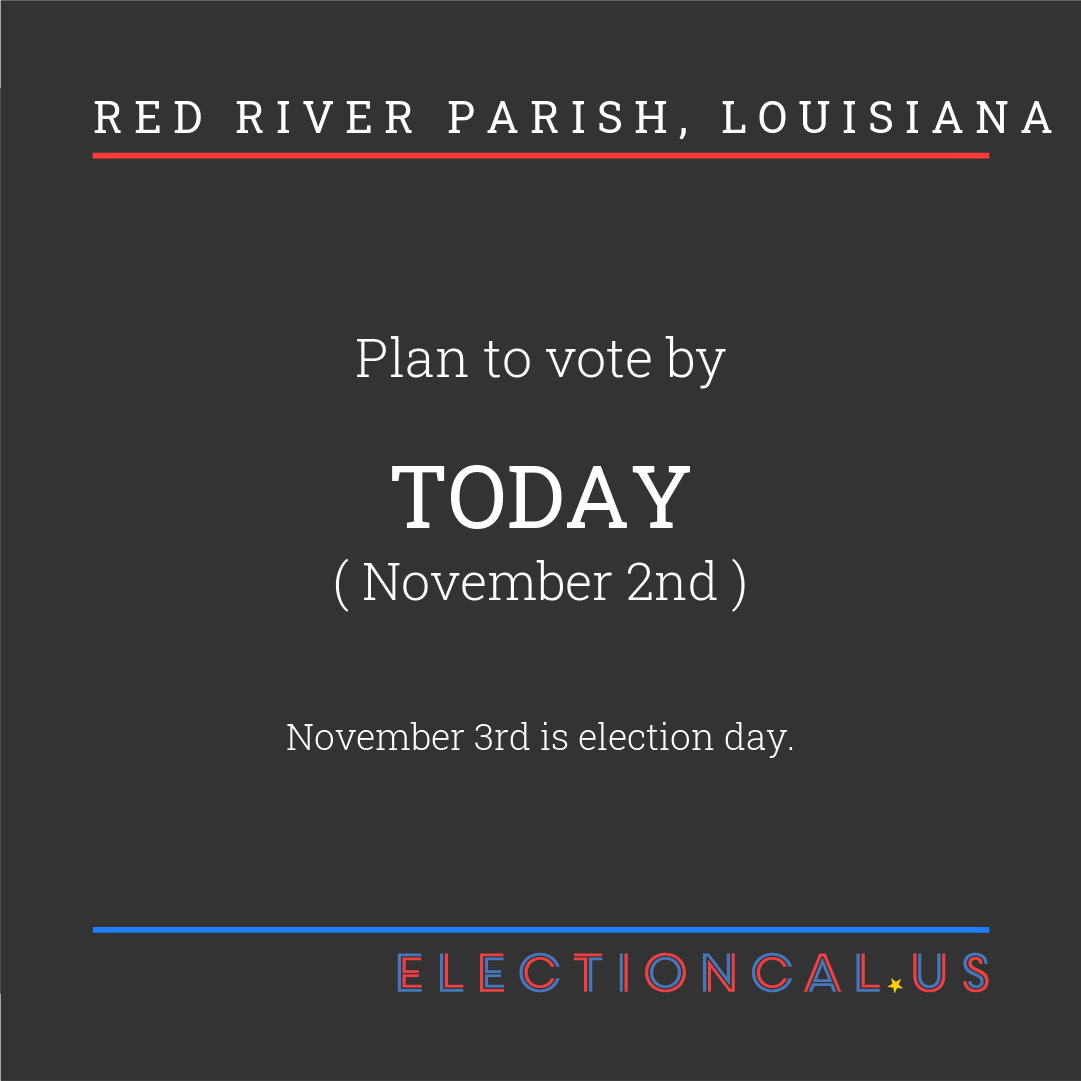 RED RIVER PARISH, LOUISIANA
Plan to vote by
TODAY
( November 2nd )
November 3rd is election day.
ELECTIONCAL.US